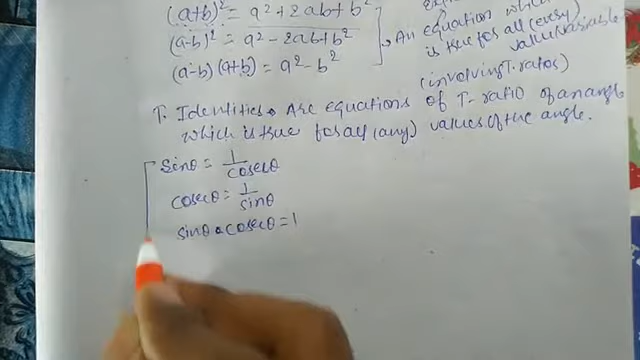 (a+b)² = a²+2ab+b²
(a-b)² = a²-2ab+b²
(a-b)(a+b) = a²-b²
An equation which
is true for all (every)
value/variable
(involving T. ratios)
T. Identities. Are equations of T-ratio of an angle
which is true for all (any) values of the angle.
sinθ = 1/cosecθ
cosecθ = 1/sinθ
sinθ . cosecθ = 1